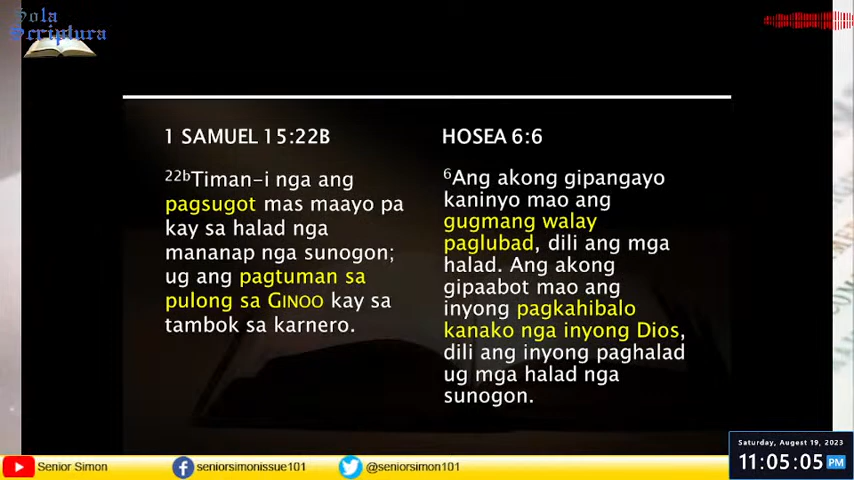 Sola
Scriptura
1 SAMUEL 15:22B
22bTiman-i nga ang
pagsugot mas maayo pa
kay sa halad nga
mananap nga sunogon;
ug ang pagtuman sa
pulong sa GINOO kay sa
tambok sa karnero.
HOSEA 6:6
6Ang akong gipangayo
kaninyo mao ang
gugmang walay
paglubad, dili ang mga
halad. Ang akong
gipaabot mao ang
inyong pagkahibalo
kanako nga inyong Dios,
dili ang inyong paghalad
ug mga halad nga
sunogon.
Saturday, Augest 19, 2023
11:05:05 PM
Senior Simon
seniorsimonissue101
@seniorsimon101